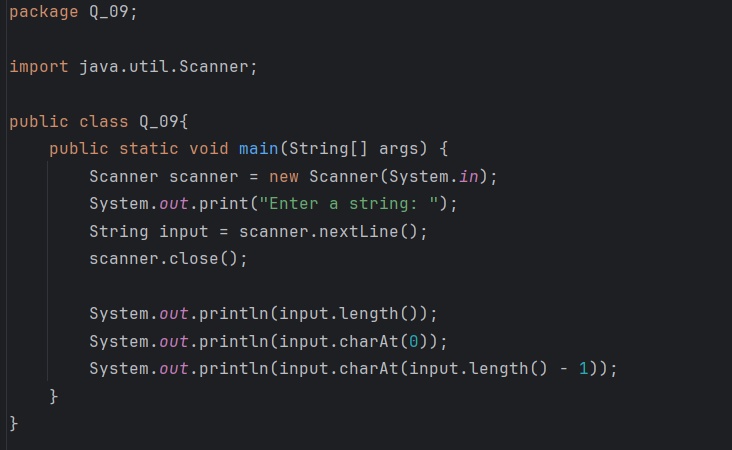 package Q_09;

import java.util.Scanner;

public class Q_09{
    public static void main(String[] args) {
        Scanner scanner = new Scanner(System.in);
        System.out.print("Enter a string: ");
        String input = scanner.nextLine();
        scanner.close();

        System.out.println(input.length());
        System.out.println(input.charAt(0));
        System.out.println(input.charAt(input.length() - 1));
    }
}